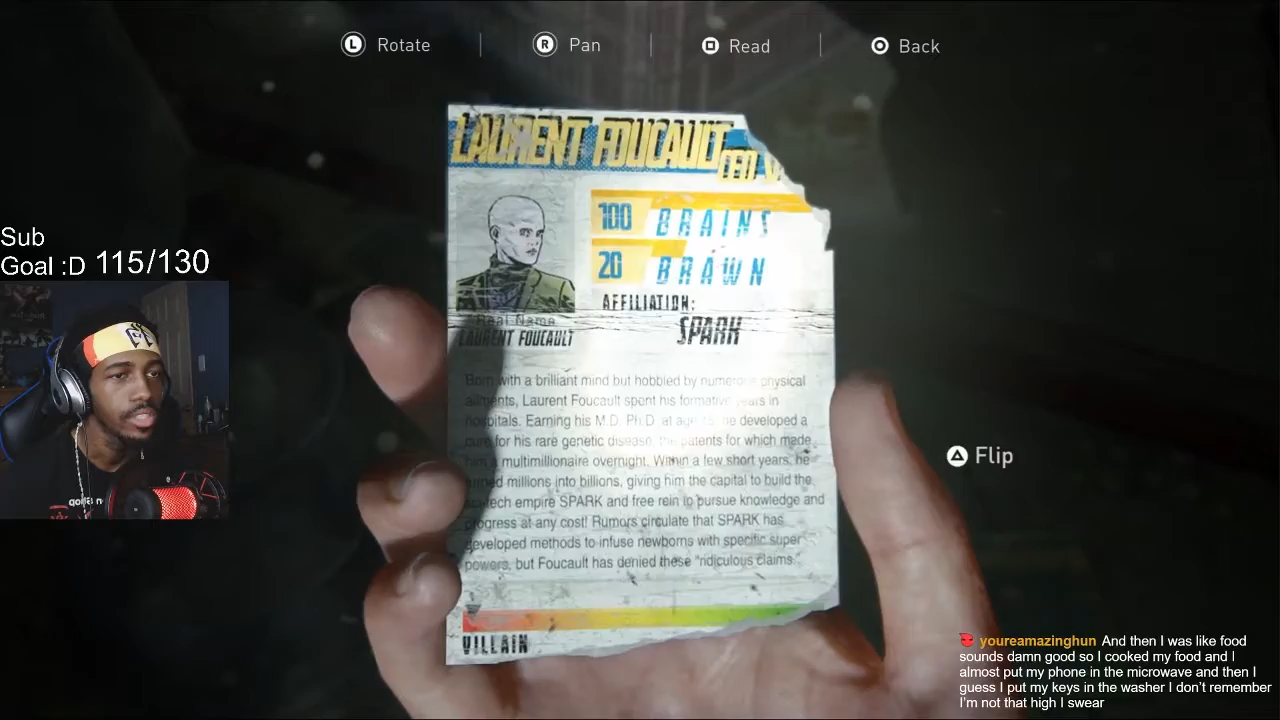 Rotate
Pan
Read
Back
LAURENT FOUCAULT
CEO
100 BRAINS
20 BRAWN
AFFILIATION:
SPARK
Real Name
LAURENT FOUCAULT
Born with a brilliant mind but hobbled by numerous physical
ailments, Laurent Foucault spent his formative years in
hospitals. Earning his M.D. Ph.D. at age he developed a
cure for his rare genetic disease, the patents for which made
him a multimillionaire overnight. Within a few short years, he
turned millions into billions, giving him the capital to build the
sci-tech empire SPARK and free rein to pursue knowledge and
progress at any cost! Rumors circulate that SPARK has
developed methods to infuse newborns with specific super
powers, but Foucault has denied these "ridiculous claims."
VILLAIN
Flip
Sub
Goal :D 115/130
youreamazinghun And then I was like food
sounds damn good so I cooked my food and I
almost put my phone in the microwave and then I
guess I put my keys in the washer I don't remember
I'm not that high I swear